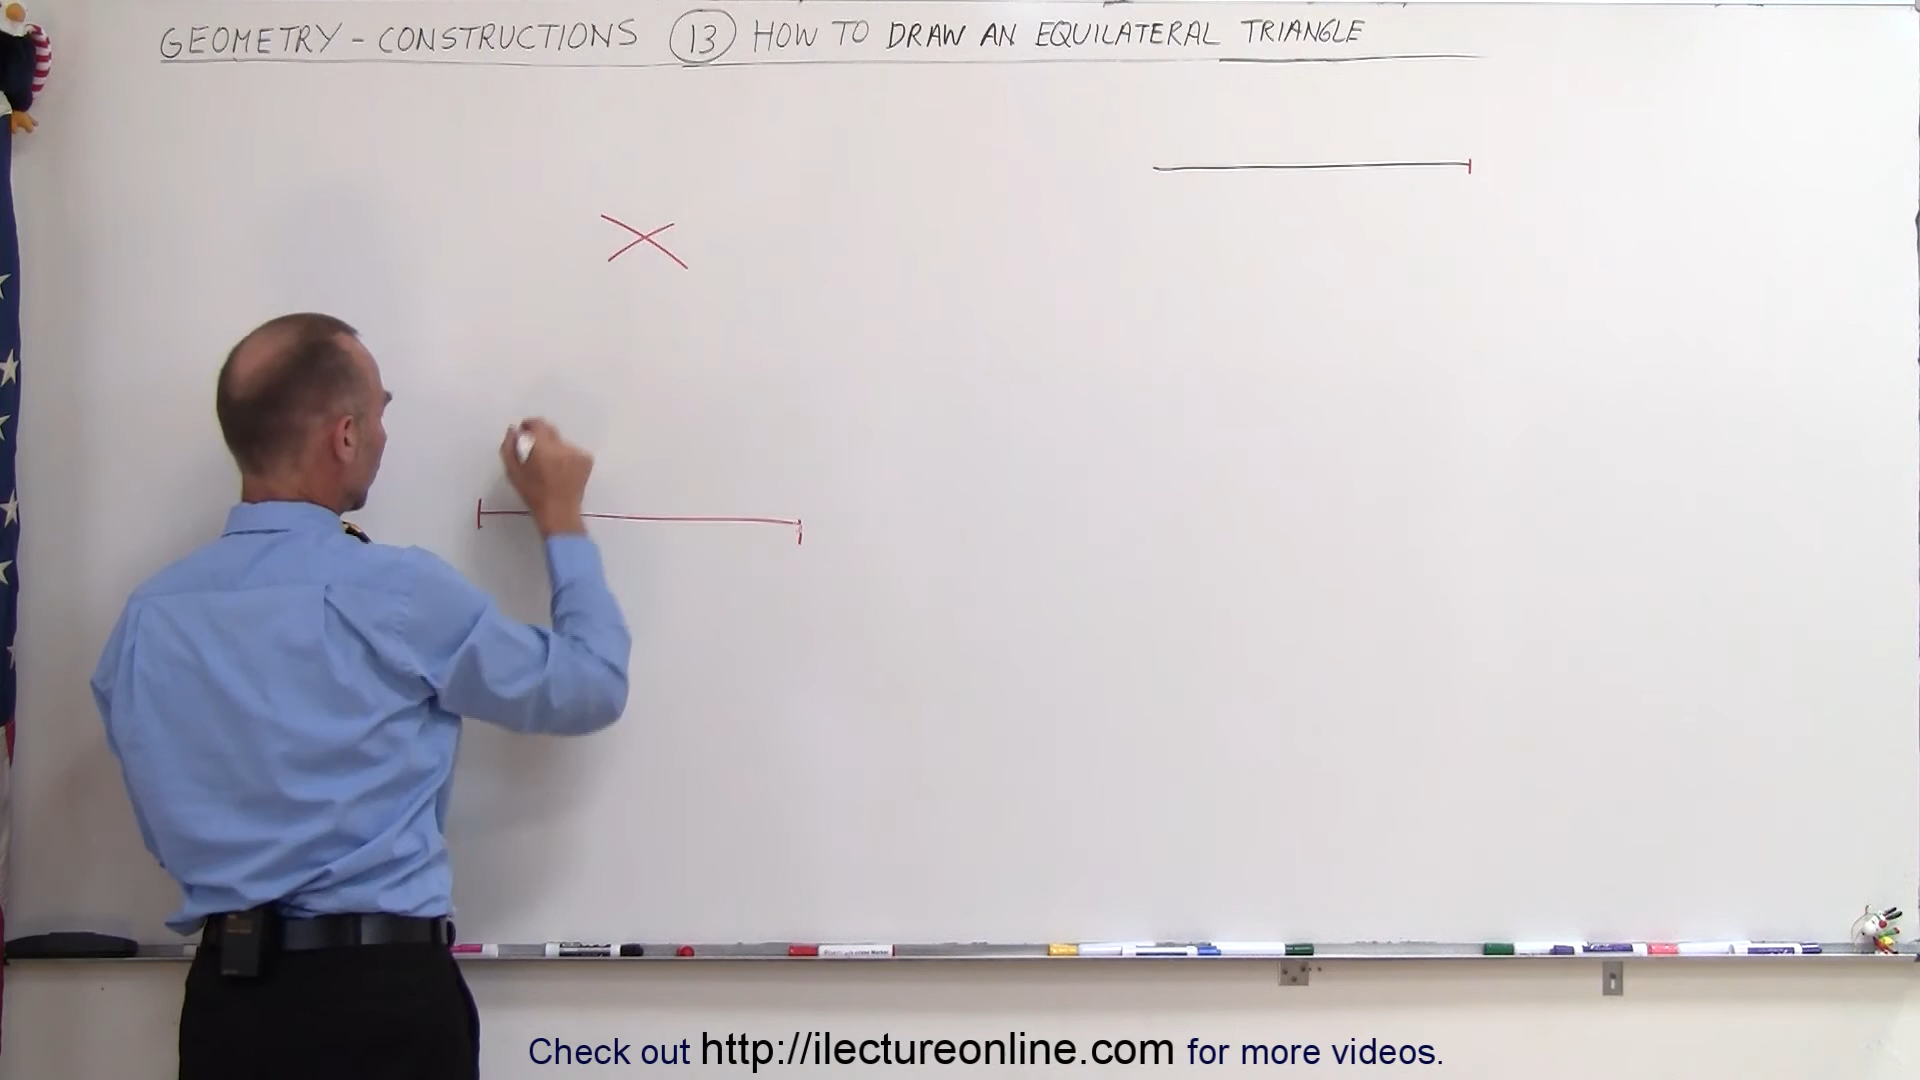 GEOMETRY - CONSTRUCTIONS 13 HOW TO DRAW AN EQUILATERAL TRIANGLE
Check out http://ilectureonline.com for more videos.